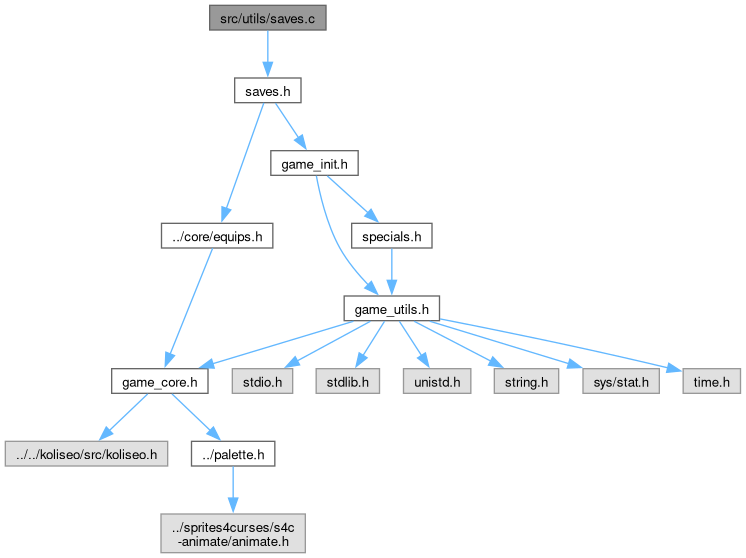 src/utils/saves.c
saves.h
game_init.h
../core/equips.h
specials.h
game_utils.h
game_core.h
stdio.h
stdlib.h
unistd.h
string.h
sys/stat.h
time.h
../../koliseo/src/koliseo.h
../palette.h
../sprites4curses/s4c
-animate/animate.h